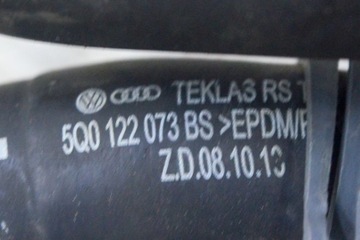 TEKLAS RS
5Q0 122 073 BS >EPDM/
Z.D.08.10.13